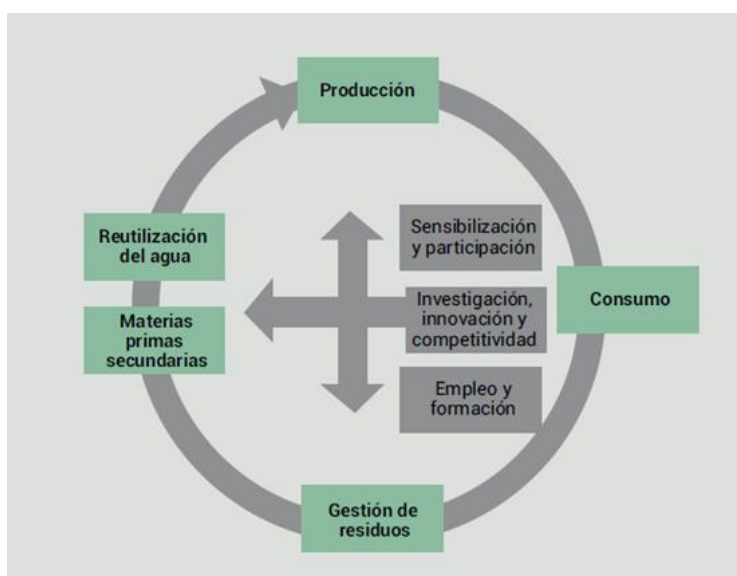 Producción
Sensibilización
y participación
Reutilización
del agua
Investigación,
innovación y
competitividad
Consumo
Materias
primas
secundarias
Empleo y
formación
Gestión de
residuos